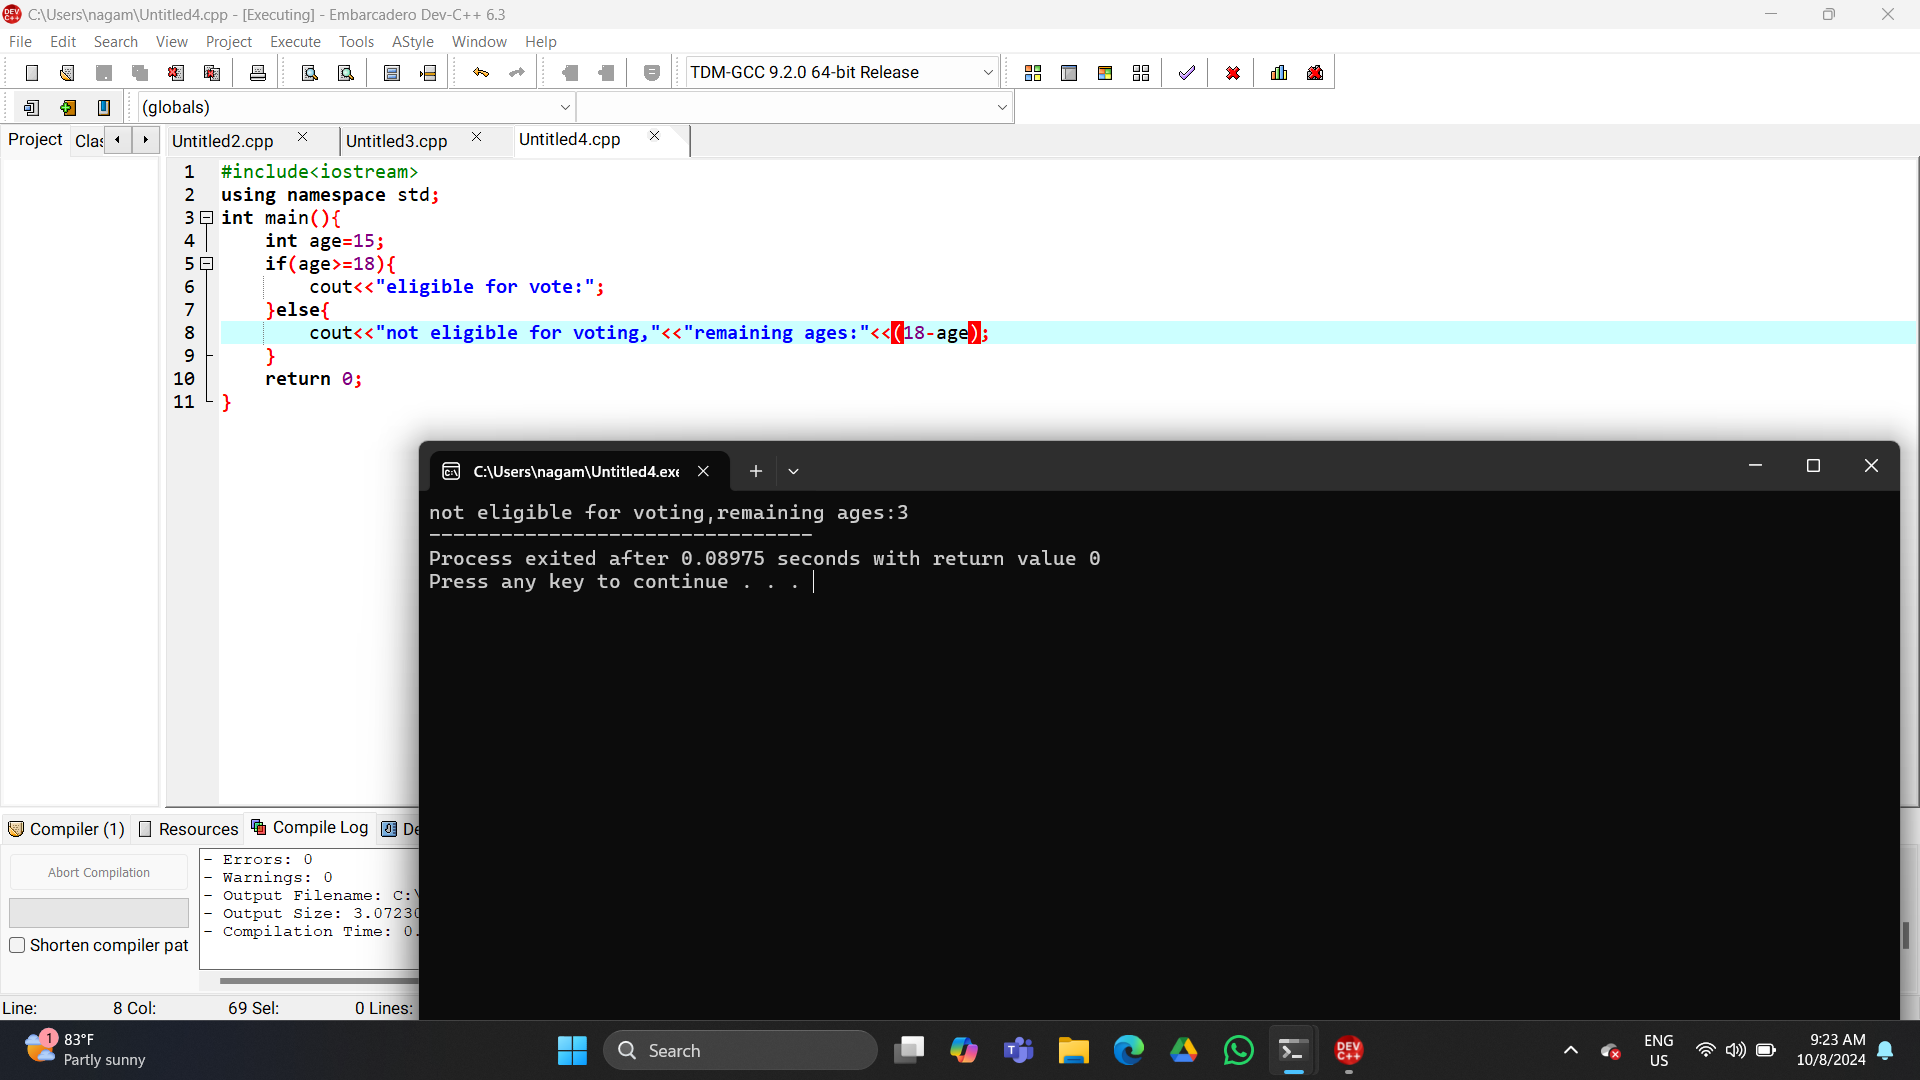 C:\Users\nagam\Untitled4.cpp - [Executing] - Embarcadero Dev-C++ 6.3
File Edit Search View Project Execute Tools AStyle Window Help
TDM-GCC 9.2.0 64-bit Release
(globals)
Project Clas Untitled2.cpp Untitled3.cpp Untitled4.cpp
1 #include<iostream>
2 using namespace std;
3 int main(){
4 int age=15;
5 if(age>=18){
6 cout<<"eligible for vote:";
7 }else{
8 cout<<"not eligible for voting,"<<"remaining ages:"<<(18-age);
9 }
10 return 0;
11 }
C:\Users\nagam\Untitled4.exe
not eligible for voting,remaining ages:3
--------------------------------
Process exited after 0.08975 seconds with return value 0
Press any key to continue . . .
Compiler (1) Resources Compile Log De
Abort Compilation
Shorten compiler pat
- Errors: 0
- Warnings: 0
- Output Filename: C:\
- Output Size: 3.07230
- Compilation Time: 0.
Line: 8 Col: 69 Sel: 0 Lines:
1
83°F
Partly sunny
Search
DEV C++
ENG
US
9:23 AM
10/8/2024